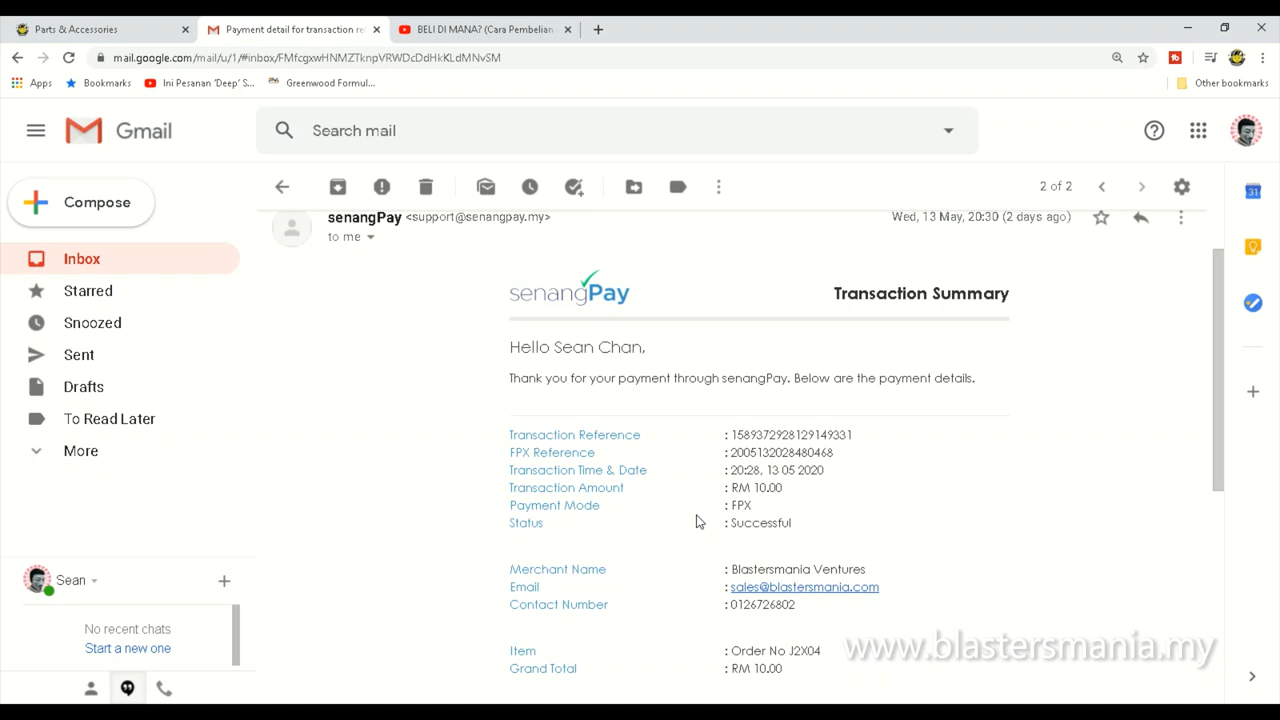 Parts & Accessories
Payment detail for transaction re
BELI DI MANA? (Cara Pembelian
mail.google.com/mail/u/1/#inbox/FMfcgxwHNMZTknpVRWDcDdHkKLdMNvSM
Apps
Bookmarks
Ini Pesanan 'Deep' S...
Greenwood Formul...
Other bookmarks
Gmail
Search mail
Compose
2 of 2
31
Inbox
Starred
Snoozed
Sent
Drafts
To Read Later
More
senangPay <support@senangpay.my>
Wed, 13 May, 20:30 (2 days ago)
to me
senangPay
Transaction Summary
Hello Sean Chan,
Thank you for your payment through senangPay. Below are the payment details.
Transaction Reference : 1589372928129149331
FPX Reference : 2005132028480468
Transaction Time & Date : 20:28, 13 05 2020
Transaction Amount : RM 10.00
Payment Mode : FPX
Status : Successful
Merchant Name : Blastersmania Ventures
Email : sales@blastersmania.com
Contact Number : 0126726802
Item : Order No J2X04
Grand Total : RM 10.00
Sean
No recent chats
Start a new one
www.blastersmania.my